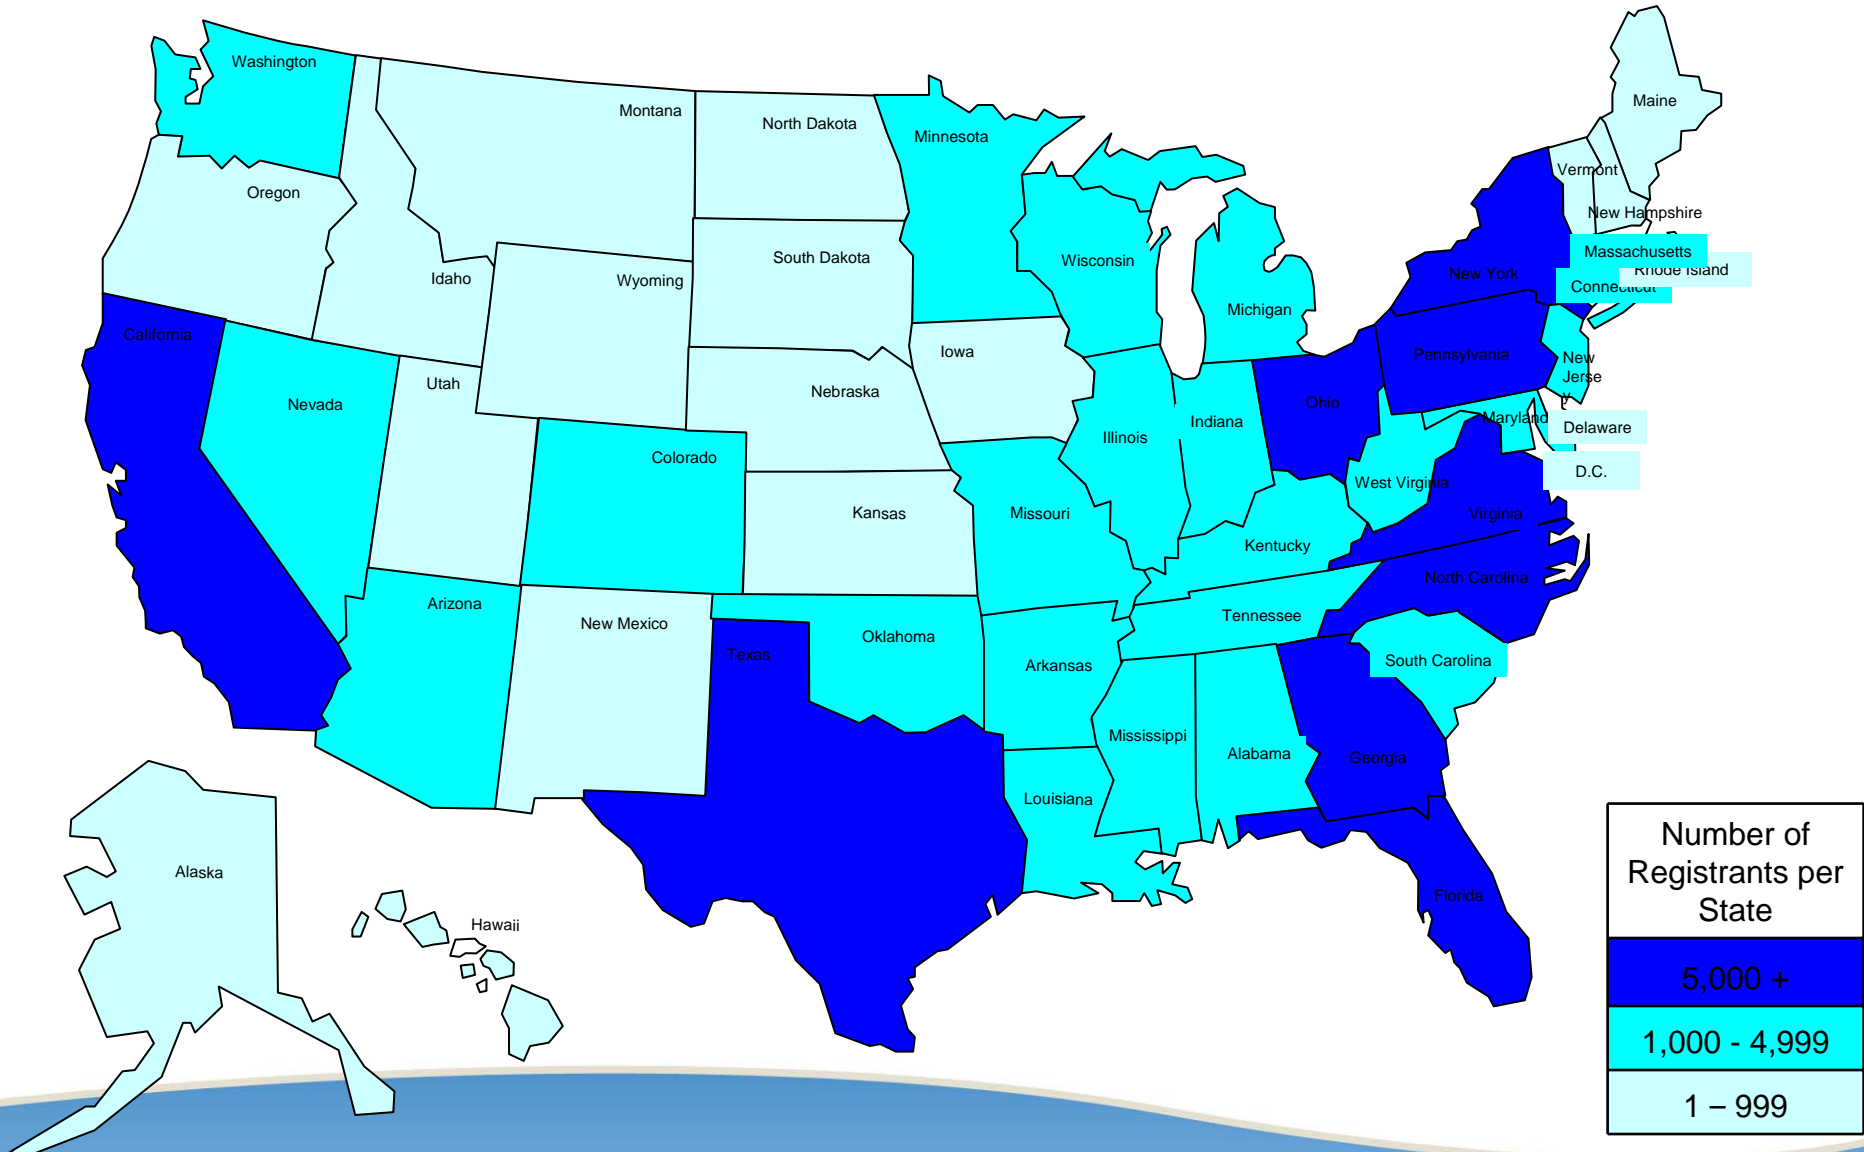 Washington
Montana
North Dakota
Minnesota
Maine
Oregon
Vermont
New Hampshire
Idaho
Wyoming
South Dakota
Wisconsin
Michigan
New York
Massachusetts
Rhode Island
Connecticut
California
Nevada
Utah
Nebraska
Iowa
Pennsylvania
New
Jerse
y
Ohio
Maryland
Delaware
D.C.
Colorado
Illinois
Indiana
West Virginia
Virginia
Kansas
Missouri
Kentucky
North Carolina
Arizona
New Mexico
Oklahoma
Tennessee
Texas
Arkansas
South Carolina
Mississippi
Alabama
Georgia
Louisiana
Alaska
Hawaii
Florida
Number of
Registrants per
State
5,000 +
1,000 - 4,999
1 – 999